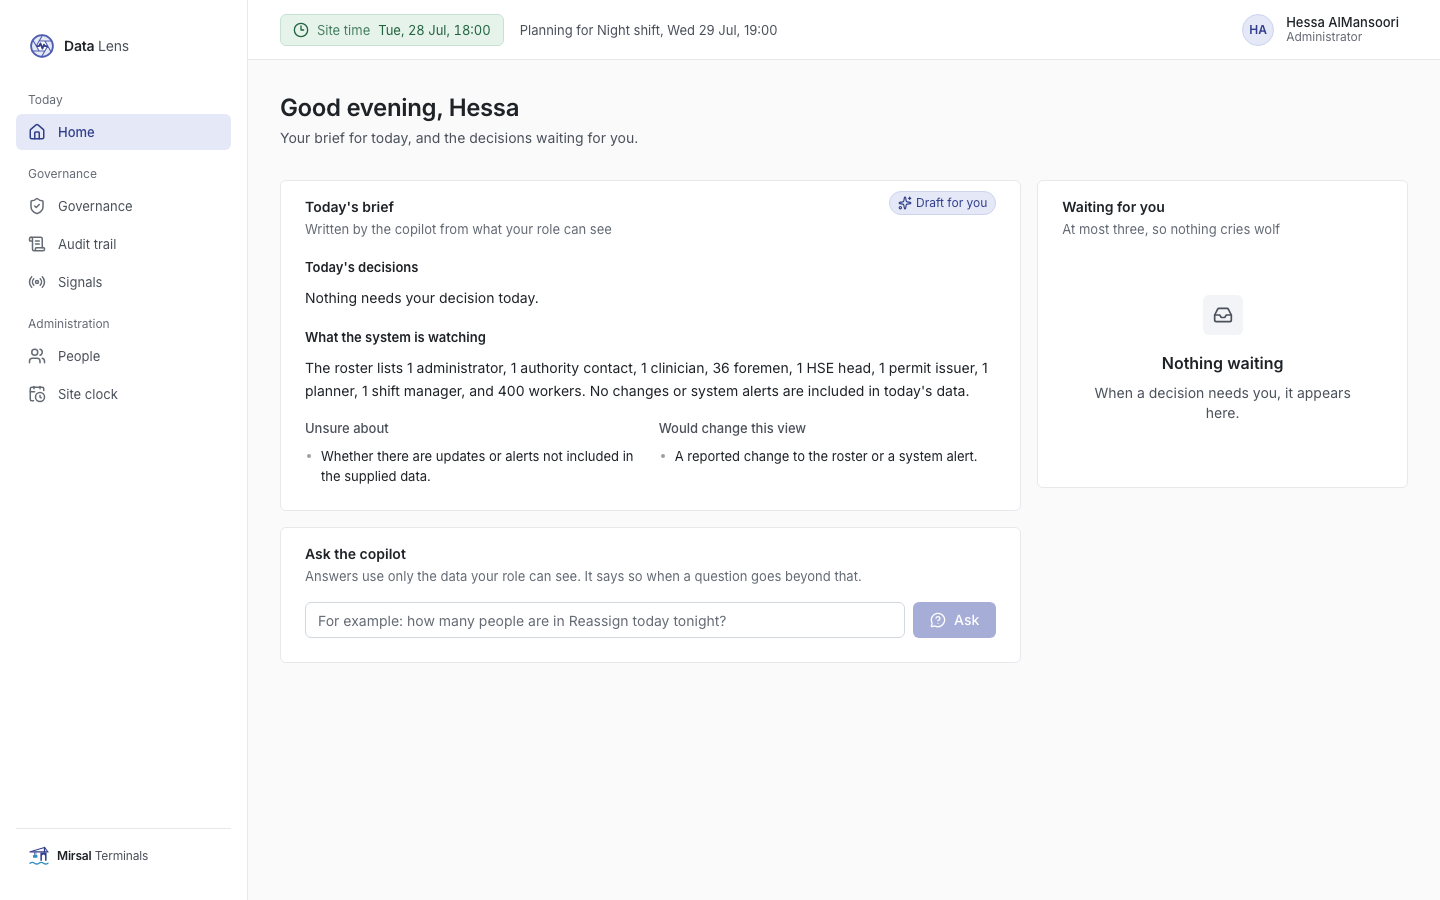 Data Lens
Today
Home
Governance
Governance
Audit trail
Signals
Administration
People
Site clock
Mirsal Terminals
Site time Tue, 28 Jul, 18:00
Planning for Night shift, Wed 29 Jul, 19:00
HA
Hessa AlMansoori
Administrator
Good evening, Hessa
Your brief for today, and the decisions waiting for you.
Today's brief
Draft for you
Written by the copilot from what your role can see
Today's decisions
Nothing needs your decision today.
What the system is watching
The roster lists 1 administrator, 1 authority contact, 1 clinician, 36 foremen, 1 HSE head, 1 permit issuer, 1
planner, 1 shift manager, and 400 workers. No changes or system alerts are included in today's data.
Unsure about
Whether there are updates or alerts not included in
the supplied data.
Would change this view
A reported change to the roster or a system alert.
Waiting for you
At most three, so nothing cries wolf
Nothing waiting
When a decision needs you, it appears
here.
Ask the copilot
Answers use only the data your role can see. It says so when a question goes beyond that.
For example: how many people are in Reassign today tonight?
Ask